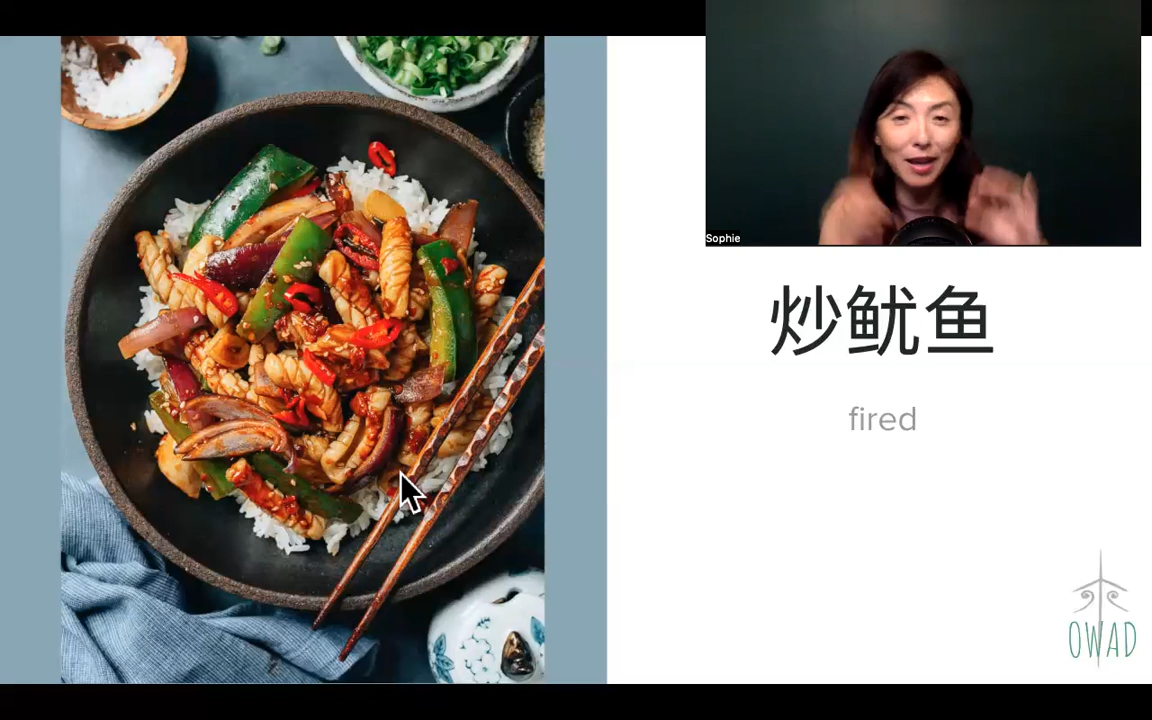 Sophie
炒鱿鱼
fired
OWAD